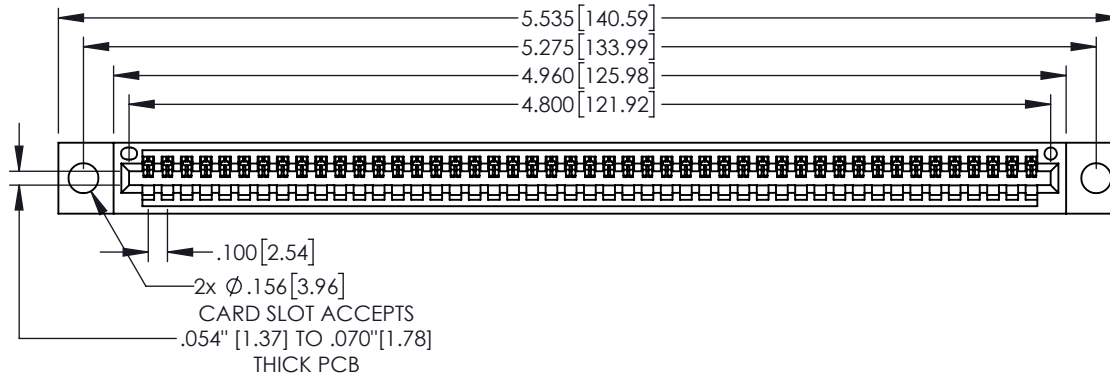 5.535[140.59]
5.275[133.99]
4.960[125.98]
4.800[121.92]
.100[2.54]
2x Ø.156[3.96]
CARD SLOT ACCEPTS
.054" [1.37] TO .070"[1.78]
THICK PCB